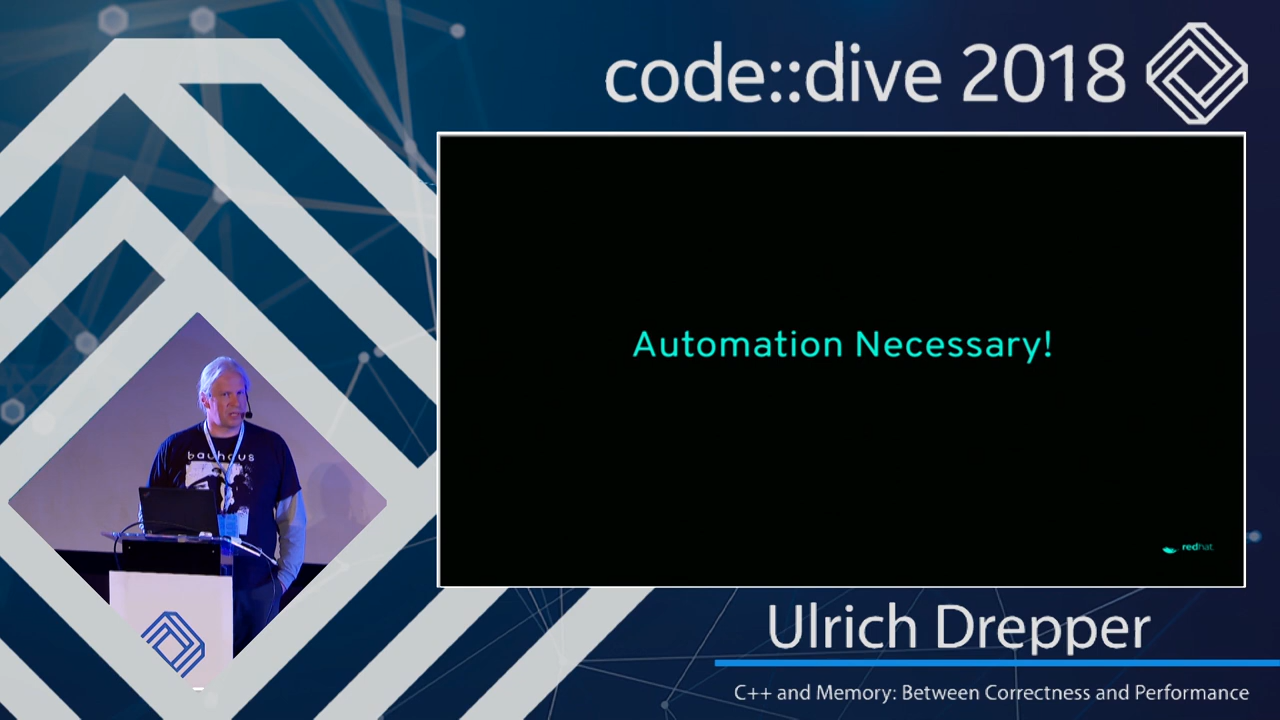 code::dive 2018
Automation Necessary!
redhat.
bauhaus
Ulrich Drepper
C++ and Memory: Between Correctness and Performance